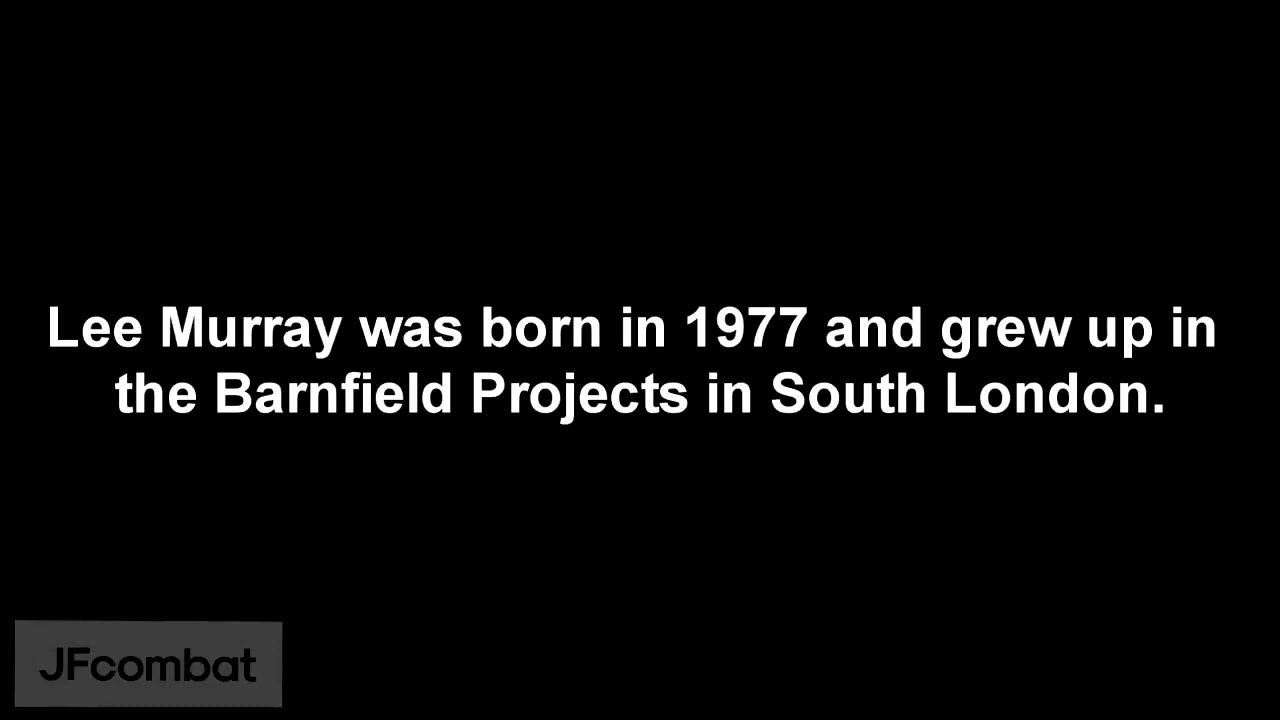 Lee Murray was born in 1977 and grew up in
the Barnfield Projects in South London.
JFcombat